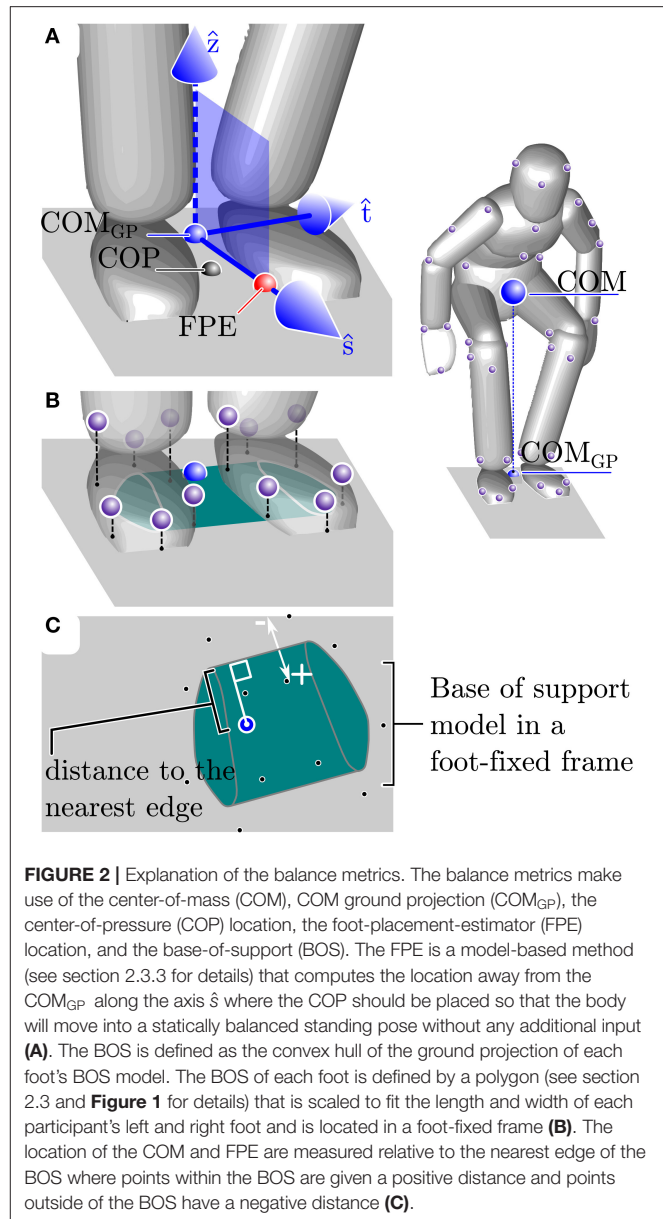 A
ẑ
COM_GP
t̂
COP
FPE
ŝ
COM
COM_GP
B
C
- +
distance to the
nearest edge
Base of support
model in a
foot-fixed frame
FIGURE 2 | Explanation of the balance metrics. The balance metrics make
use of the center-of-mass (COM), COM ground projection (COM_GP), the
center-of-pressure (COP) location, the foot-placement-estimator (FPE)
location, and the base-of-support (BOS). The FPE is a model-based method
(see section 2.3.3 for details) that computes the location away from the
COM_GP along the axis ŝ where the COP should be placed so that the body
will move into a statically balanced standing pose without any additional input
(A). The BOS is defined as the convex hull of the ground projection of each
foot's BOS model. The BOS of each foot is defined by a polygon (see section
2.3 and Figure 1 for details) that is scaled to fit the length and width of each
participant's left and right foot and is located in a foot-fixed frame (B). The
location of the COM and FPE are measured relative to the nearest edge of the
BOS where points within the BOS are given a positive distance and points
outside of the BOS have a negative distance (C).